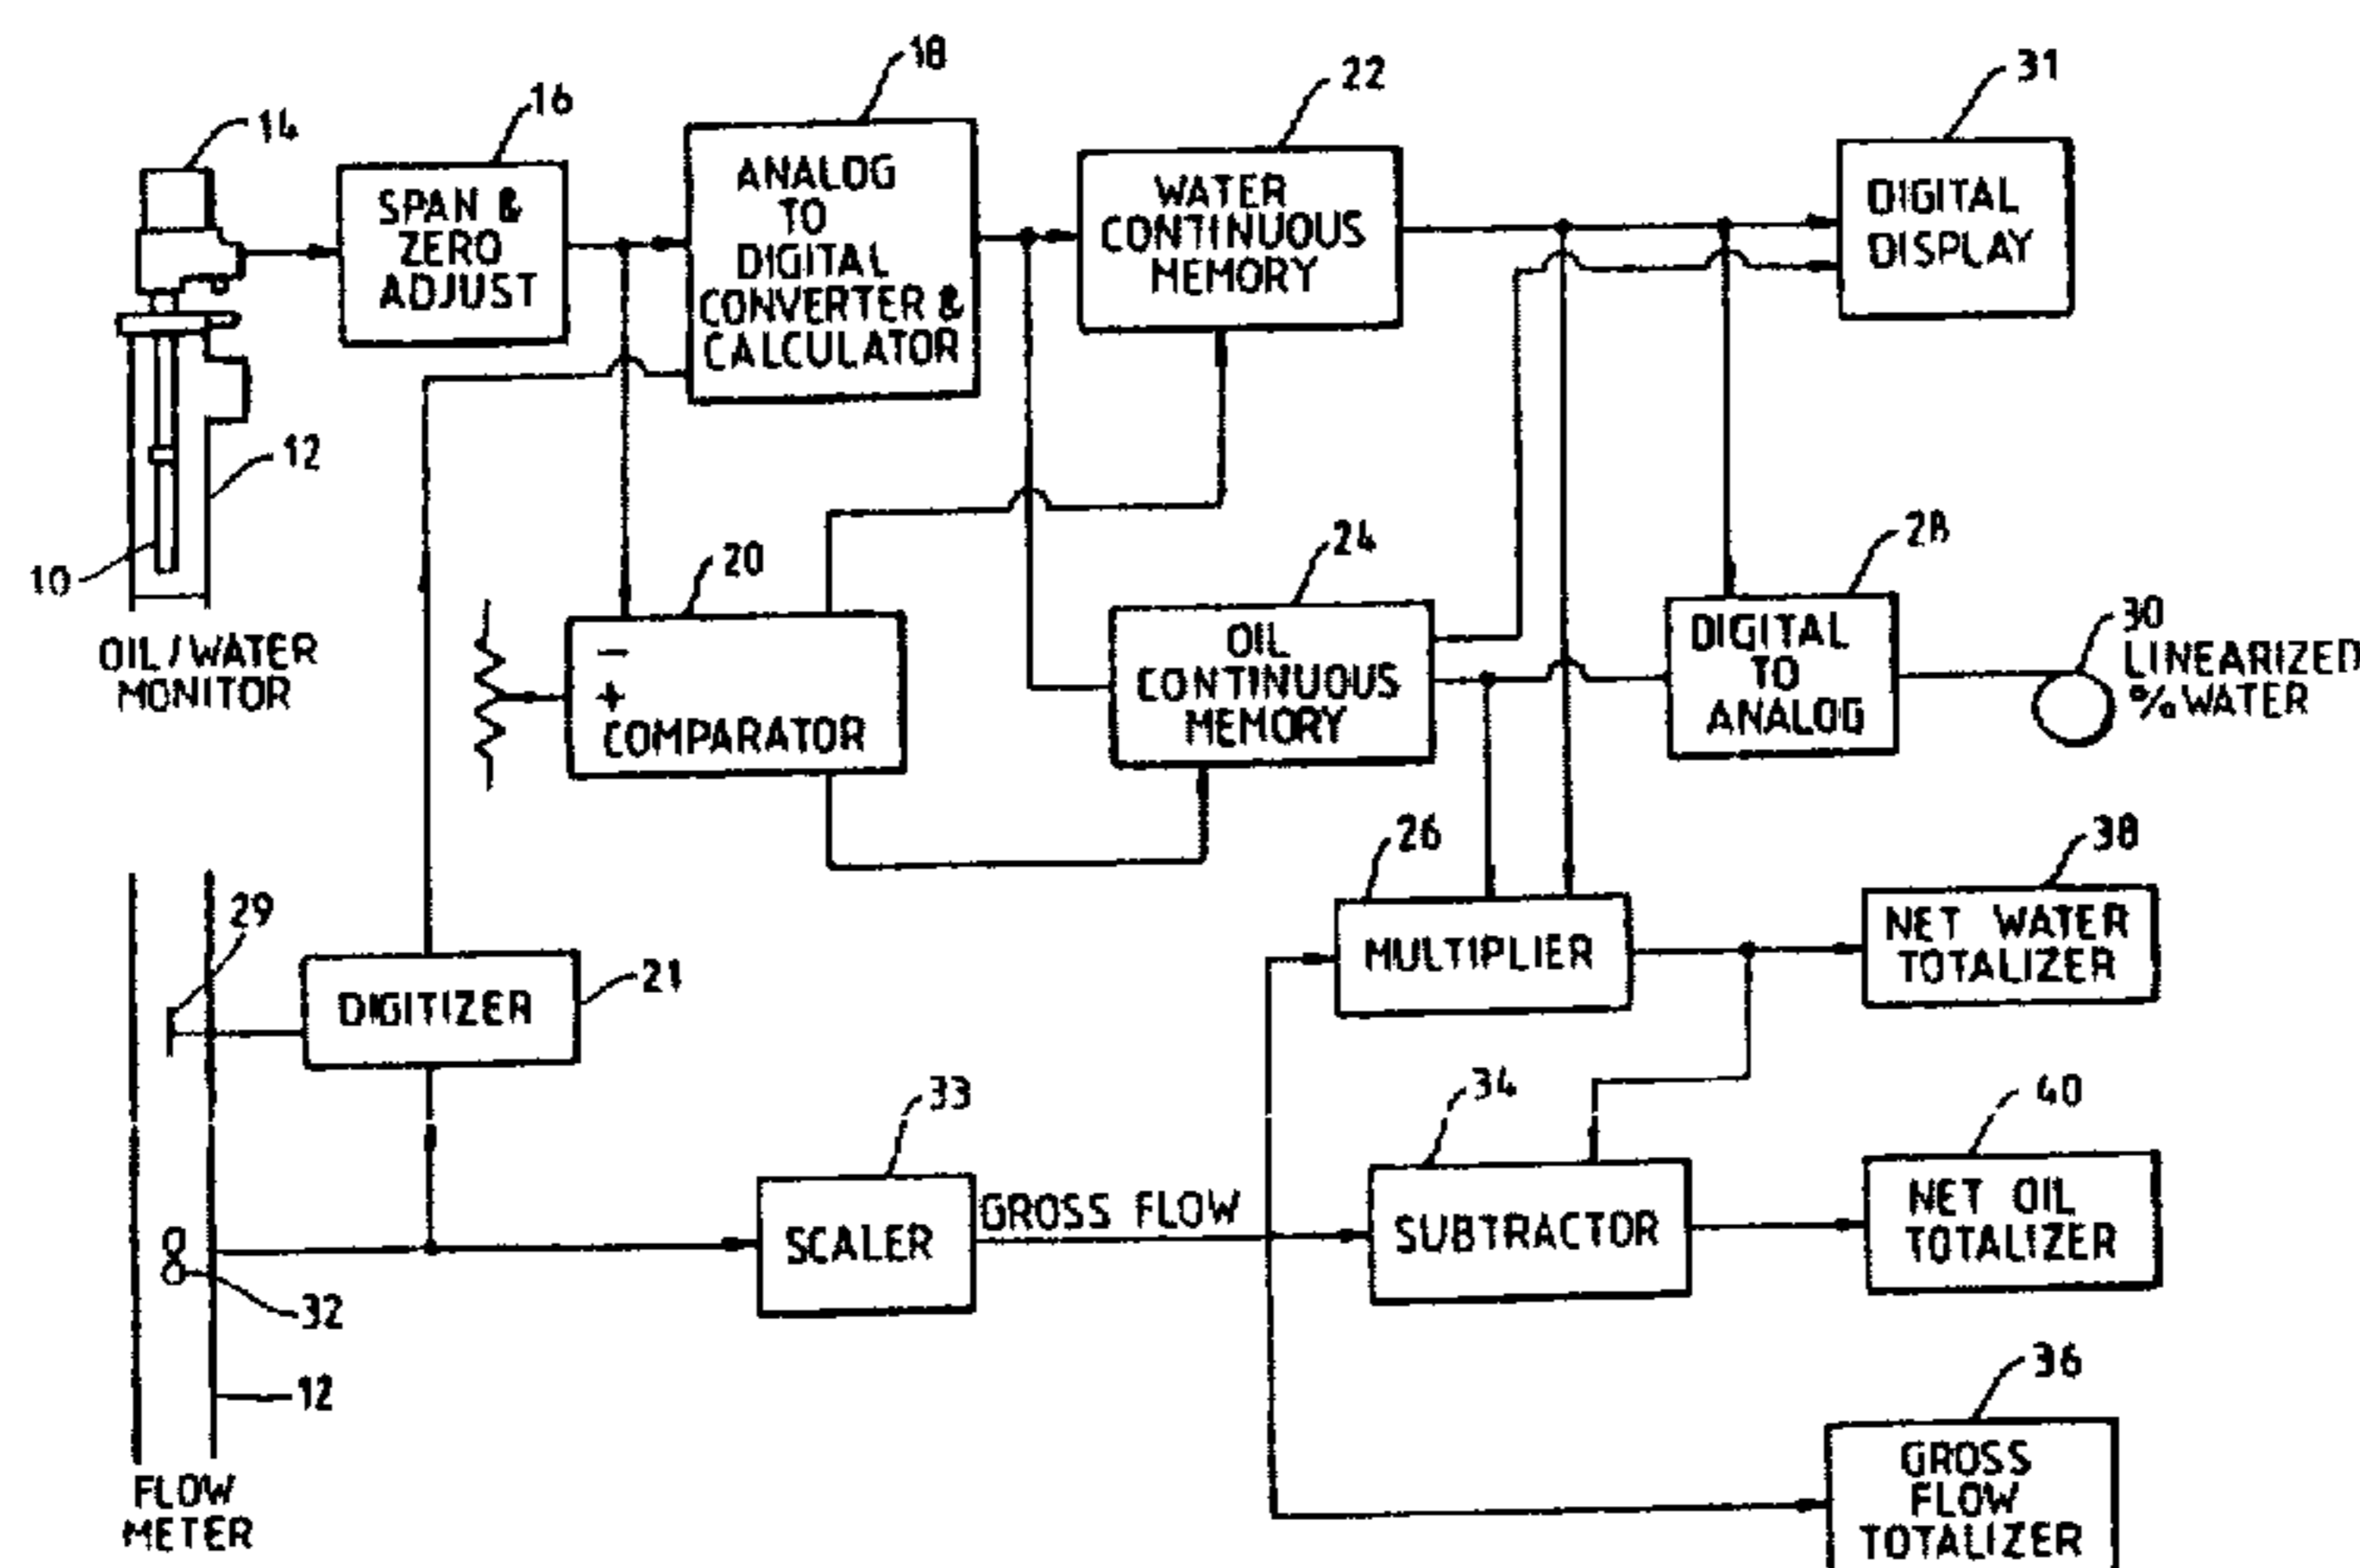 14
16
18
22
31
SPAN &
ZERO
ADJUST
ANALOG
TO
DIGITAL
CONVERTER &
CALCULATOR
WATER
CONTINUOUS
MEMORY
DIGITAL
DISPLAY
12
10
OIL/WATER
MONITOR
20
−
+
COMPARATOR
24
OIL
CONTINUOUS
MEMORY
28
DIGITAL
TO
ANALOG
30
LINEARIZED
% WATER
29
DIGITIZER
21
26
MULTIPLIER
38
NET WATER
TOTALIZER
32
12
FLOW
METER
33
SCALER
GROSS FLOW
34
SUBTRACTOR
40
NET OIL
TOTALIZER
36
GROSS
FLOW
TOTALIZER